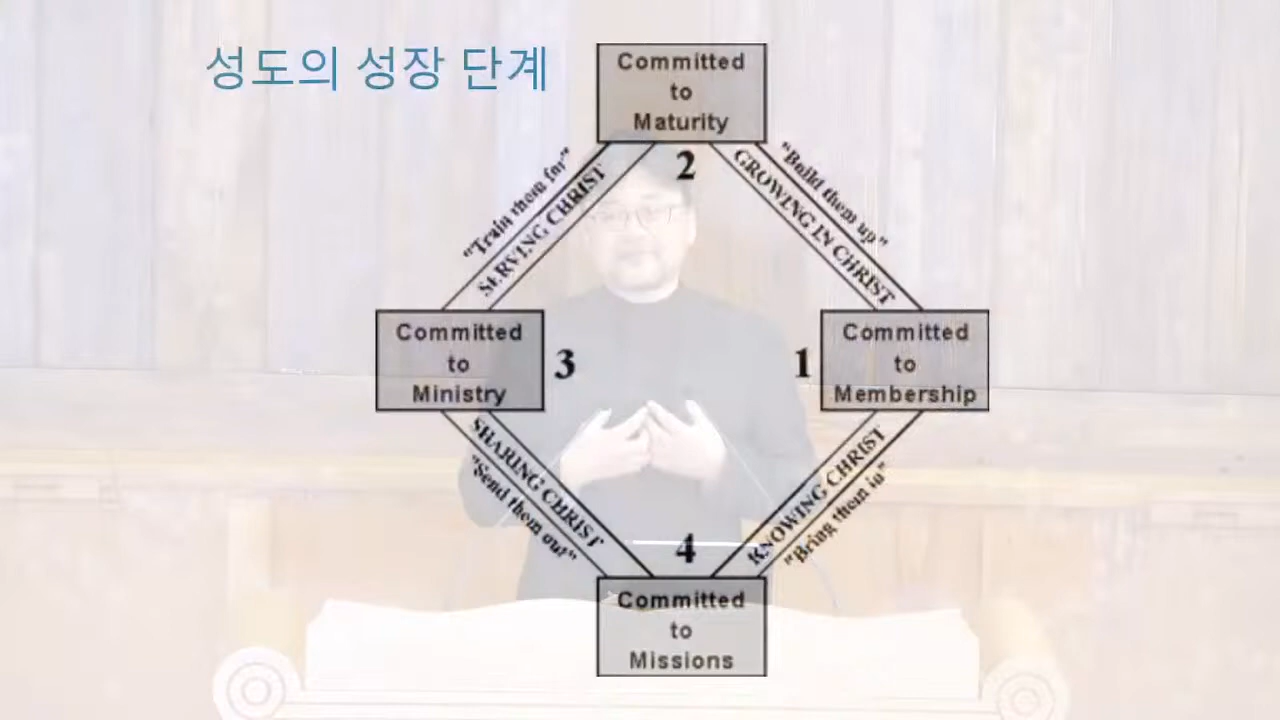 성도의 성장 단계
Committed
to
Maturity
2
"Train them for"
SERVING CHRIST
GROWING IN CHRIST
"Build them up"
Committed
to
Ministry
3
1
Committed
to
Membership
SHARING CHRIST
"Send them out"
KNOWING CHRIST
"Bring them in"
4
Committed
to
Missions